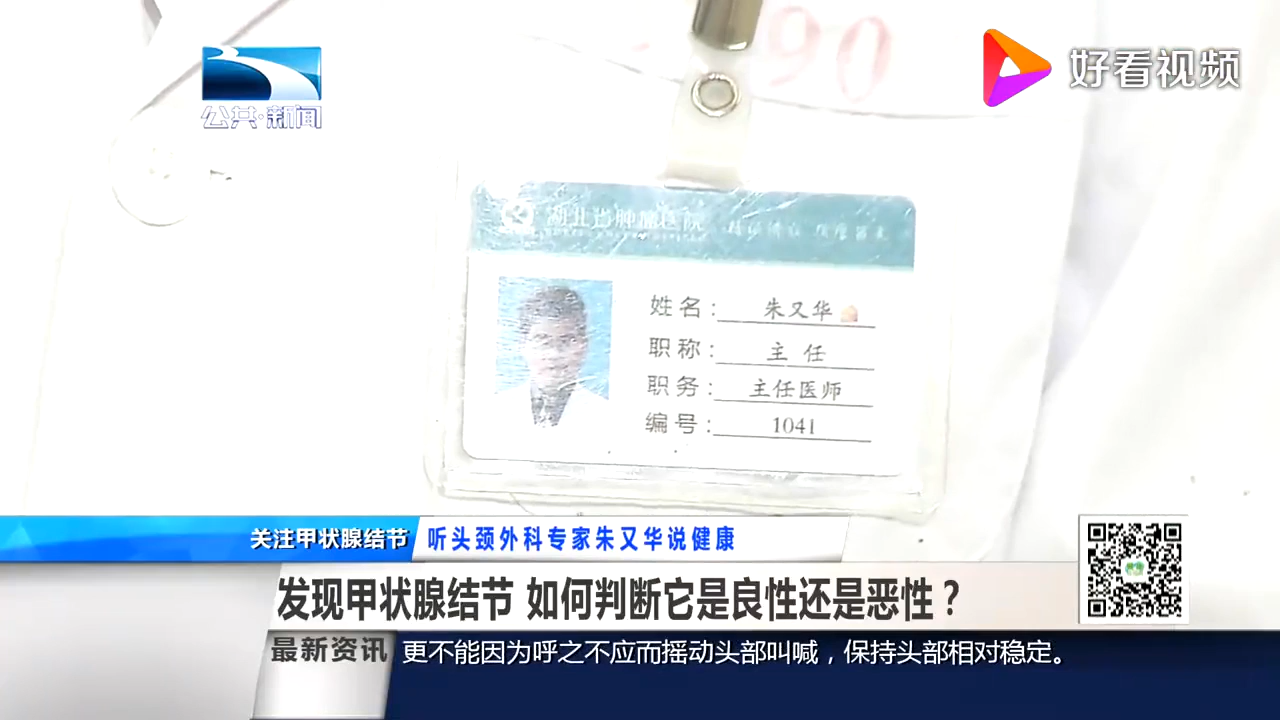 90
好看视频
公共·新闻
湖北省肿瘤医院
姓名：朱又华
职称：主 任
职务：主任医师
编号：1041
关注甲状腺结节 听头颈外科专家朱又华说健康
发现甲状腺结节 如何判断它是良性还是恶性？
最新资讯 更不能因为呼之不应而摇动头部叫喊，保持头部相对稳定。